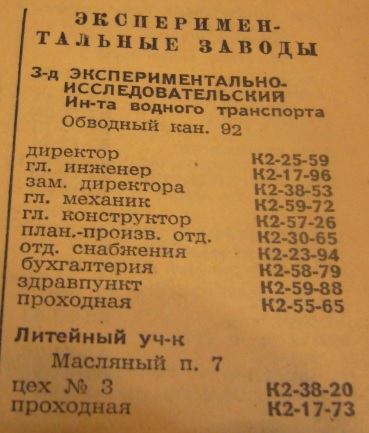 ЭКСПЕРИМЕН-
ТАЛЬНЫЕ ЗАВОДЫ
З-д ЭКСПЕРИМЕНТАЛЬНО-
ИССЛЕДОВАТЕЛЬСКИЙ
Ин-та водного транспорта
Обводный кан. 92
директор К2-25-59
гл. инженер К2-17-96
зам. директора К2-38-53
гл. механик К2-59-72
гл. конструктор К2-57-26
план.-произв. отд. К2-30-65
отд. снабжения К2-23-94
бухгалтерия К2-58-79
здравпункт К2-59-88
проходная К2-55-65
Литейный уч-к
Масляный п. 7
цех № 3 К2-38-20
проходная К2-17-73